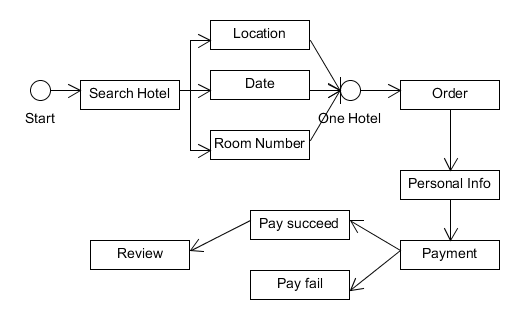 Location
Date
Search Hotel
Order
Start
One Hotel
Room Number
Personal Info
Pay succeed
Review
Payment
Pay fail